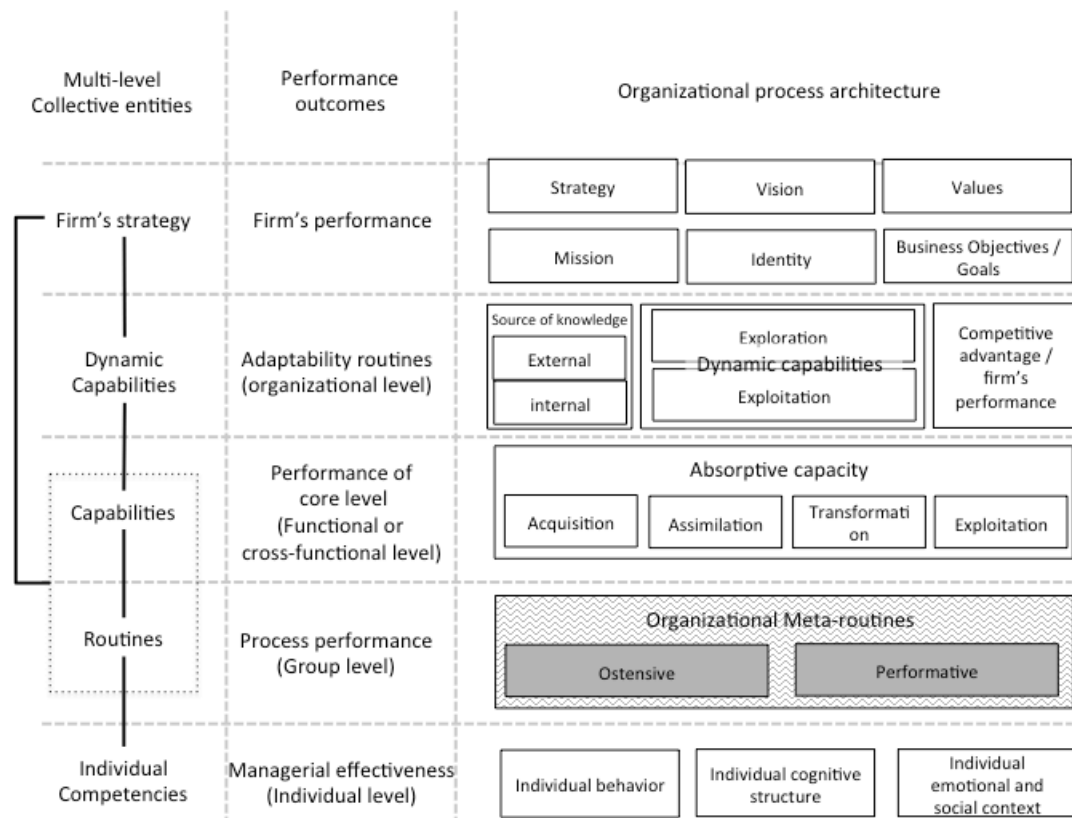 Multi-level
Collective entities
Performance
outcomes
Organizational process architecture
Firm's strategy
Firm's performance
Strategy
Vision
Values
Mission
Identity
Business Objectives /
Goals
Dynamic
Capabilities
Adaptability routines
(organizational level)
Source of knowledge
External
internal
Exploration
Dynamic capabilities
Exploitation
Competitive
advantage /
firm's
performance
Capabilities
Performance of
core level
(Functional or
cross-functional level)
Absorptive capacity
Acquisition
Assimilation
Transformati
on
Exploitation
Routines
Process performance
(Group level)
Organizational Meta-routines
Ostensive
Performative
Individual
Competencies
Managerial effectiveness
(Individual level)
Individual behavior
Individual cognitive
structure
Individual
emotional and
social context